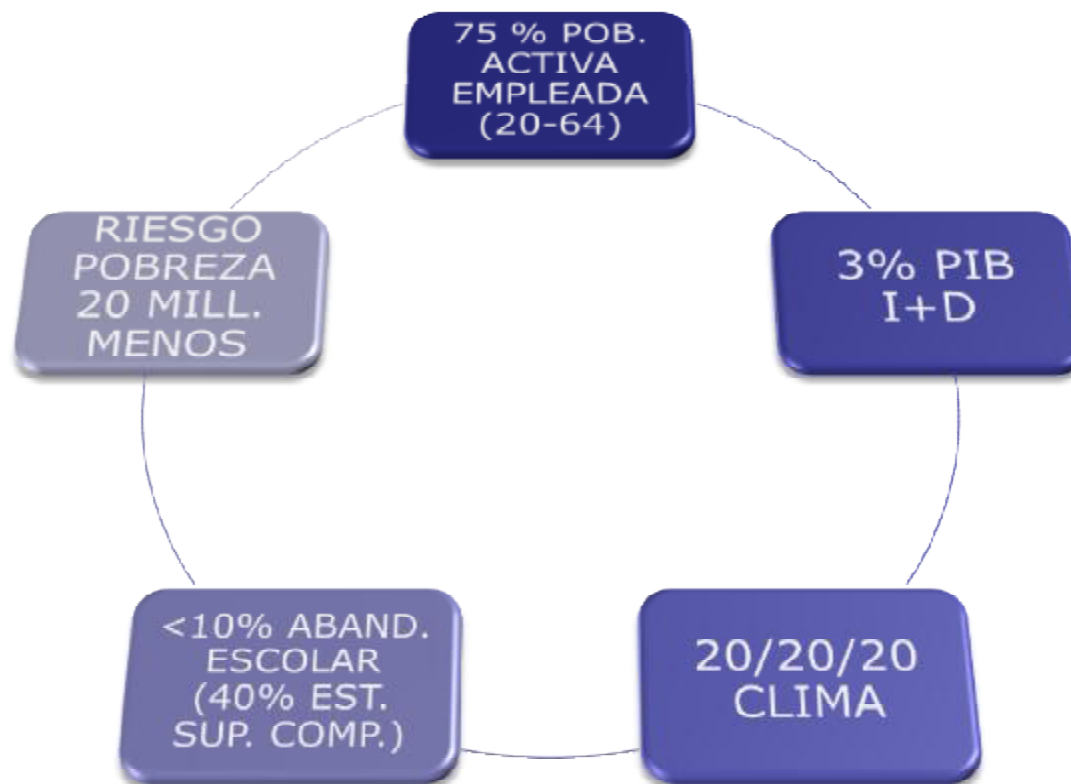 75 % POB.
ACTIVA
EMPLEADA
(20-64)
3% PIB
I+D
20/20/20
CLIMA
<10% ABAND.
ESCOLAR
(40% EST.
SUP. COMP.)
RIESGO
POBREZA
20 MILL.
MENOS